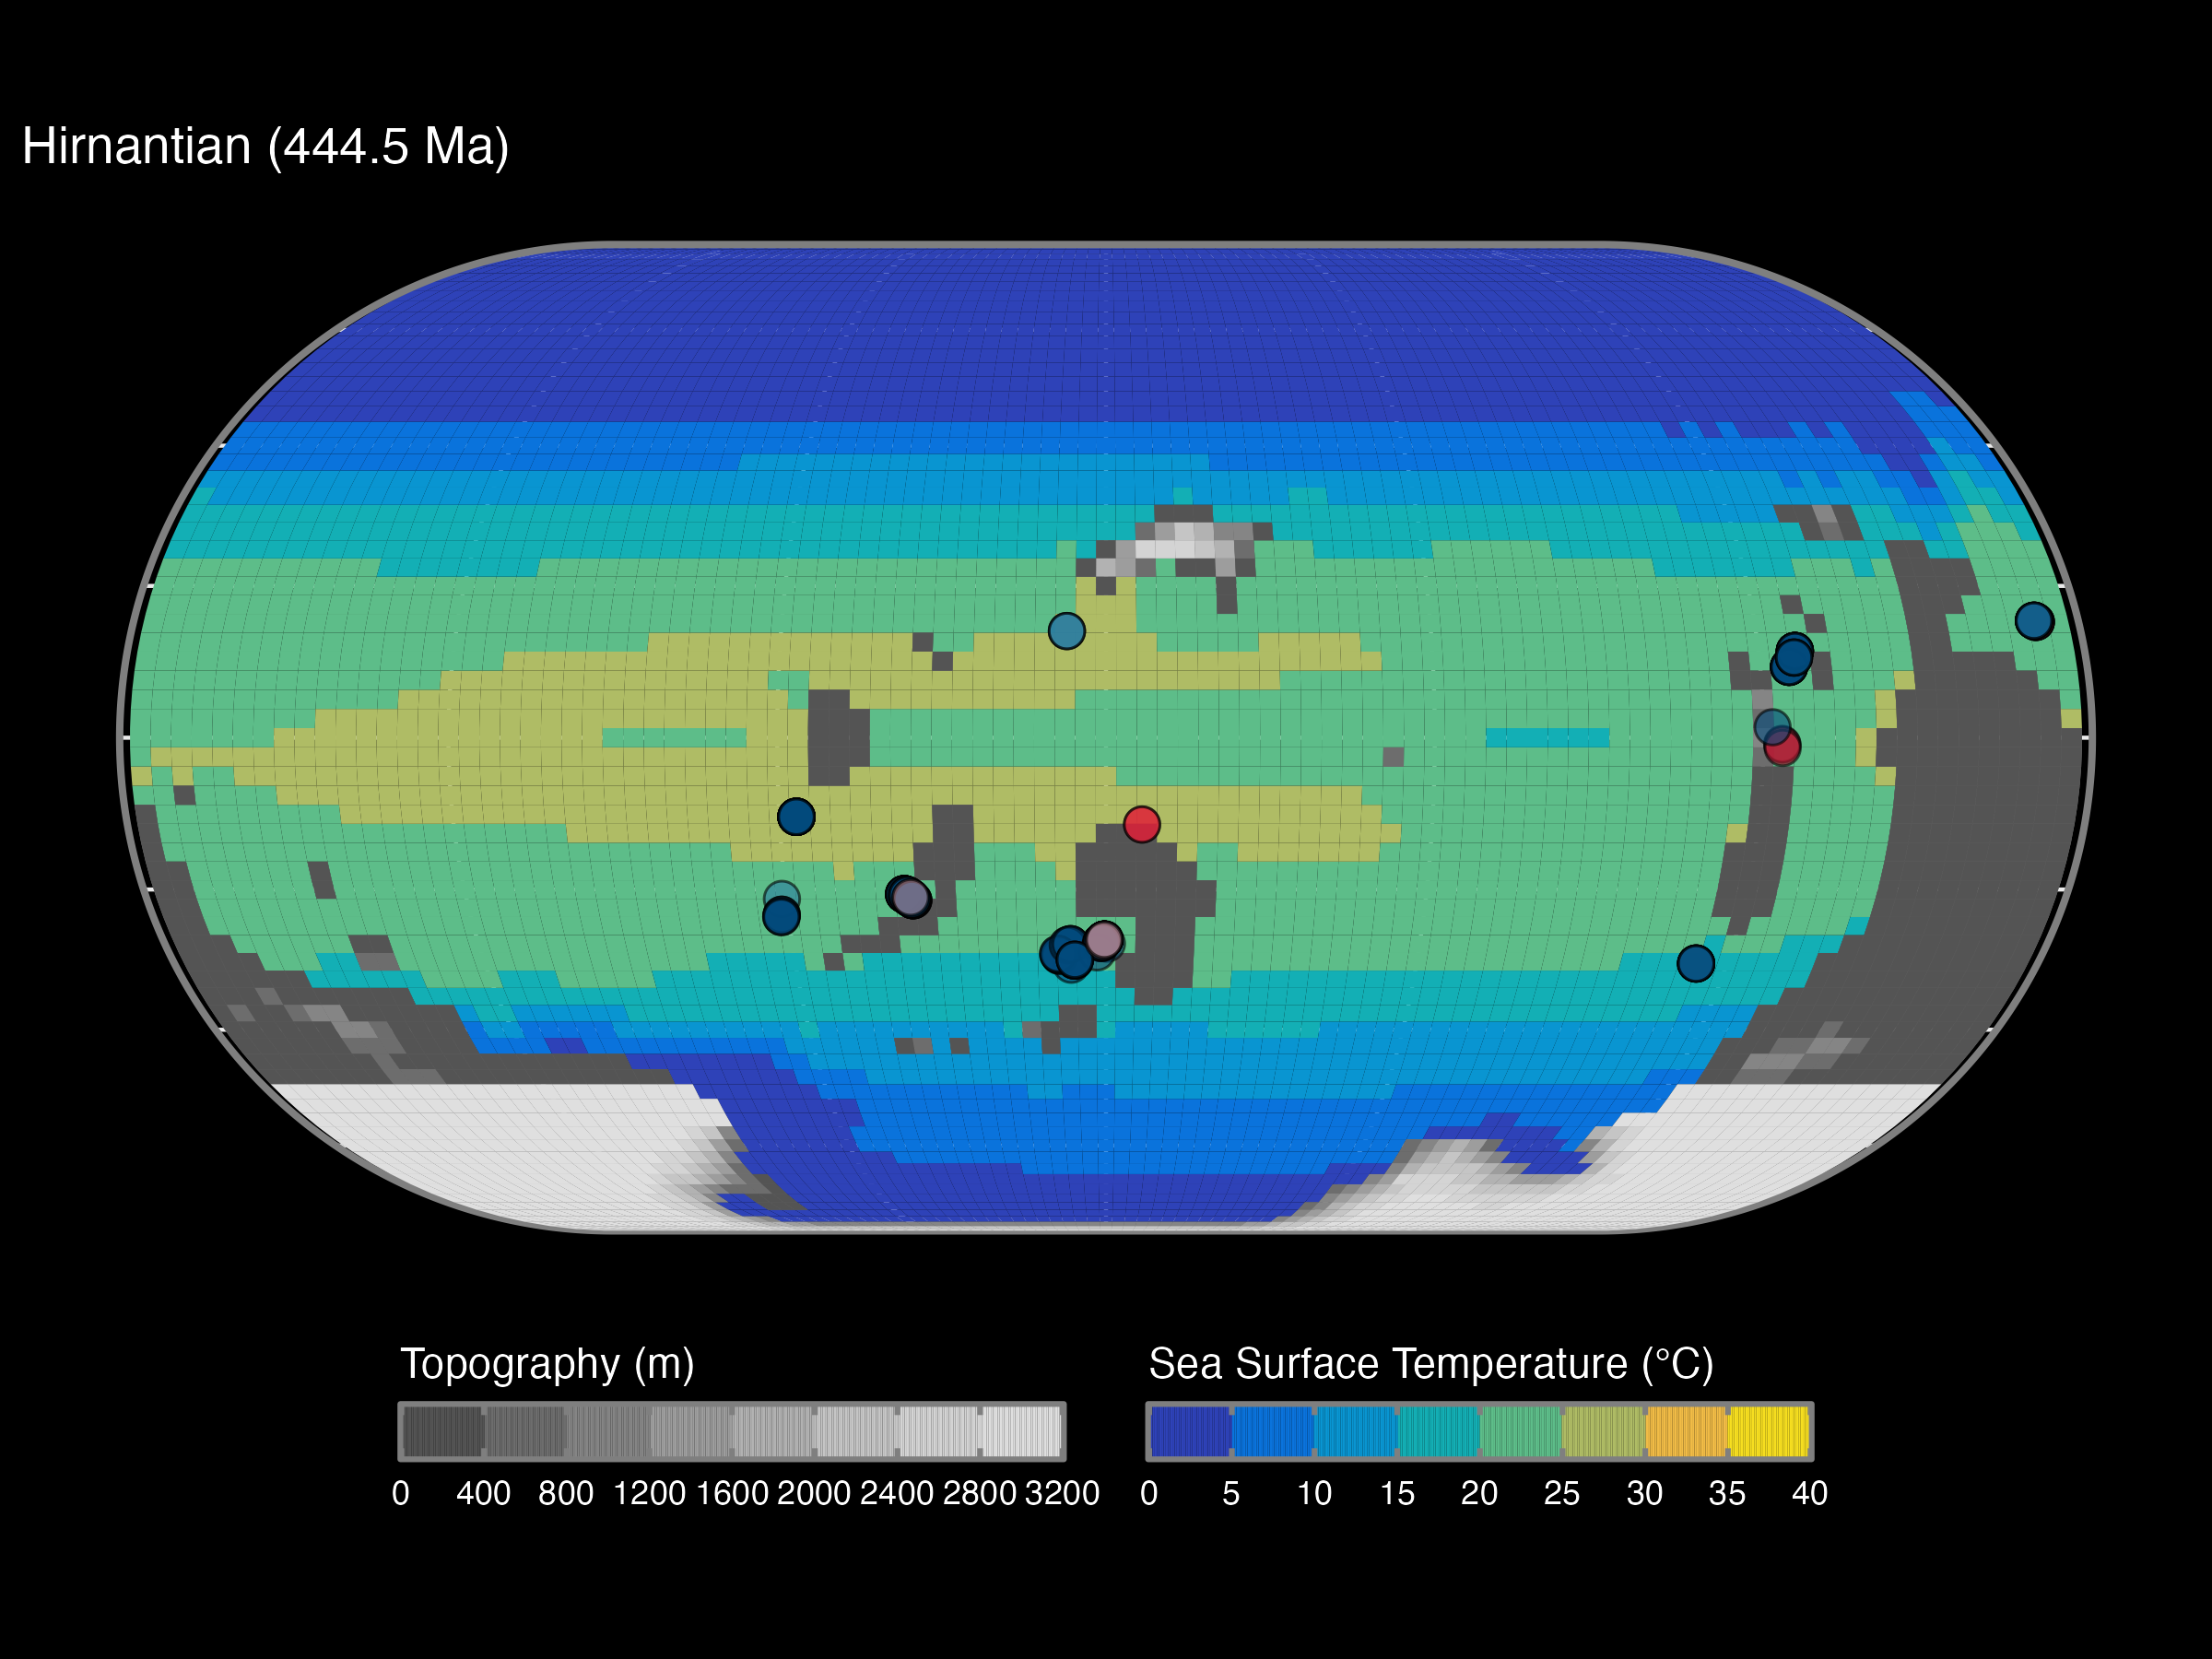 Hirnantian (444.5 Ma)
Topography (m)
0 400 800 1200 1600 2000 2400 2800 3200
Sea Surface Temperature (°C)
0 5 10 15 20 25 30 35 40